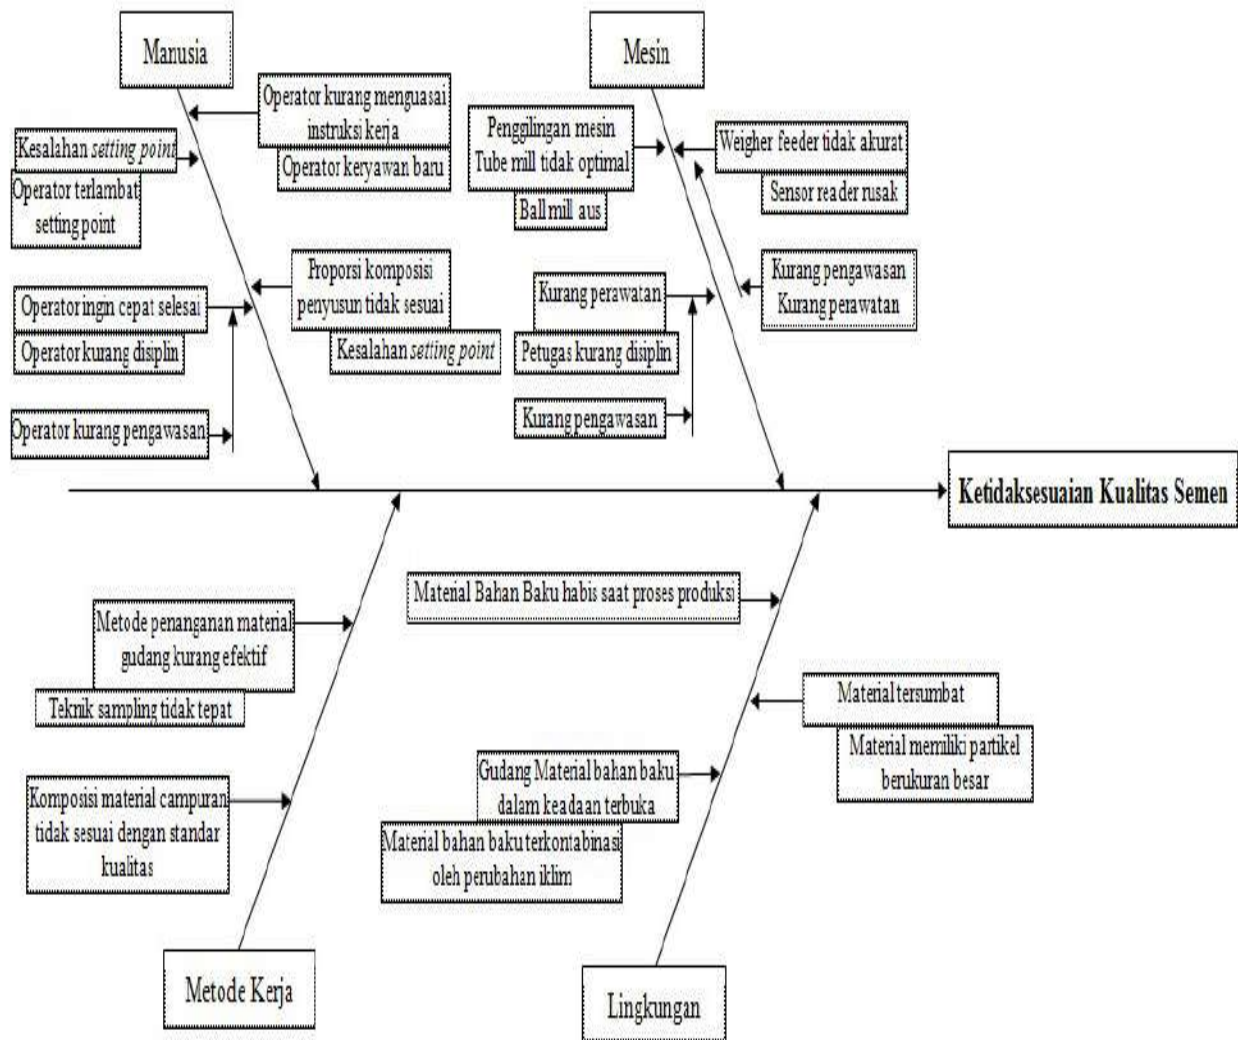 Manusia
Mesin
Operator kurang menguasai
instruksi kerja
Operator keryawan baru
Kesalahan setting point
Operator terlambat
setting point
Proporsi komposisi
penyusun tidak sesuai
Kesalahan setting point
Operator ingin cepat selesai
Operator kurang disiplin
Operator kurang pengawasan
Penggilingan mesin
Tube mill tidak optimal
Ball mill aus
Weigher feeder tidak akurat
Sensor reader rusak
Kurang pengawasan
Kurang perawatan
Kurang perawatan
Petugas kurang disiplin
Kurang pengawasan
Ketidaksesuaian Kualitas Semen
Metode penanganan material
gudang kurang efektif
Teknik sampling tidak tepat
Komposisi material campuran
tidak sesuai dengan standar
kualitas
Metode Kerja
Material Bahan Baku habis saat proses produksi
Material tersumbat
Material memiliki partikel
berukuran besar
Gudang Material bahan baku
dalam keadaan terbuka
Material bahan baku terkontabinasi
oleh perubahan iklim
Lingkungan